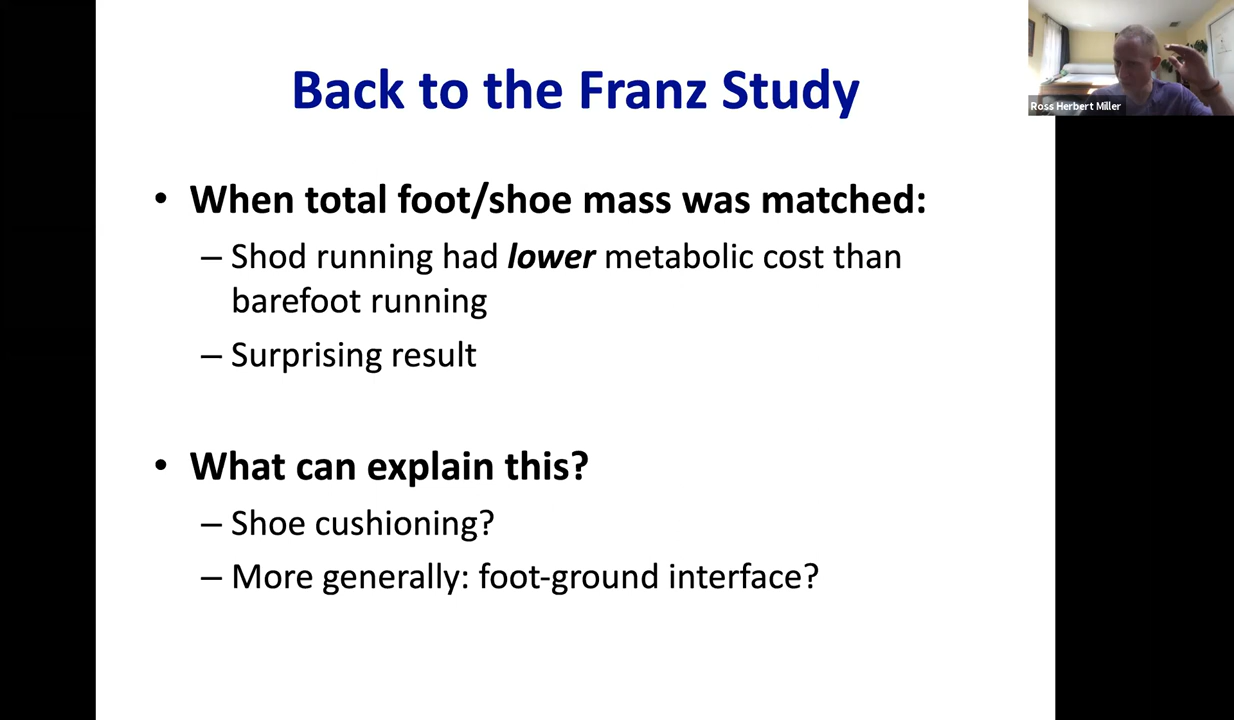 Back to the Franz Study
Ross Herbert Miller
• When total foot/shoe mass was matched:
– Shod running had lower metabolic cost than
barefoot running
– Surprising result
• What can explain this?
– Shoe cushioning?
– More generally: foot-ground interface?